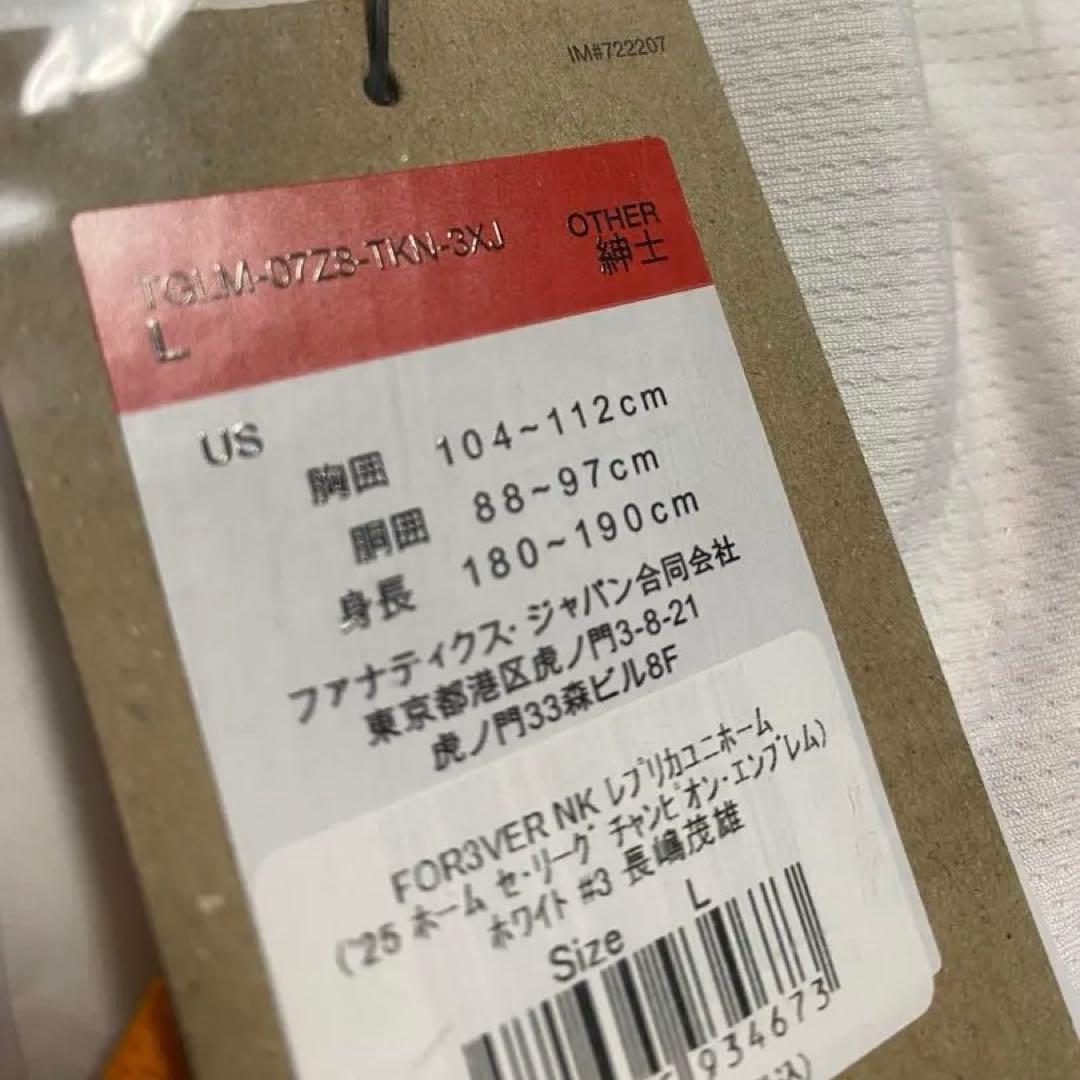 IM#722207
TGLM-07Z8-TKN-3XJ
L
OTHER
紳士
US
胸囲 104~112cm
胴囲 88~97cm
身長 180~190cm
ファナティクス・ジャパン合同会社
東京都港区虎ノ門3-8-21
虎ノ門33森ビル8F
FOR3VER NK レプリカユニホーム
('25 ホーム セ・リーグ チャンピオン・エンブレム)
ホワイト #3 長嶋茂雄
Size L
934673